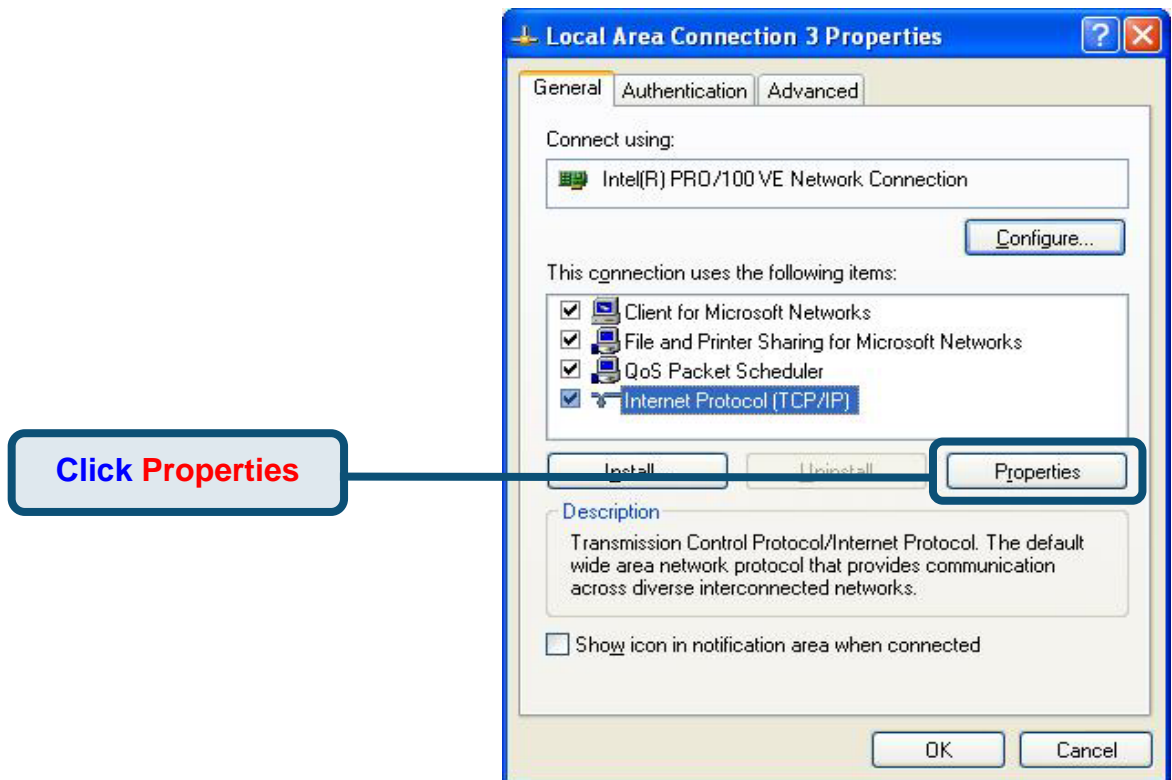 Local Area Connection 3 Properties
General Authentication Advanced
Connect using:
Intel(R) PRO/100 VE Network Connection
Configure...
This connection uses the following items:
Client for Microsoft Networks
File and Printer Sharing for Microsoft Networks
QoS Packet Scheduler
Internet Protocol (TCP/IP)
Click Properties
Install... Uninstall Properties
Description
Transmission Control Protocol/Internet Protocol. The default
wide area network protocol that provides communication
across diverse interconnected networks.
Show icon in notification area when connected
OK Cancel